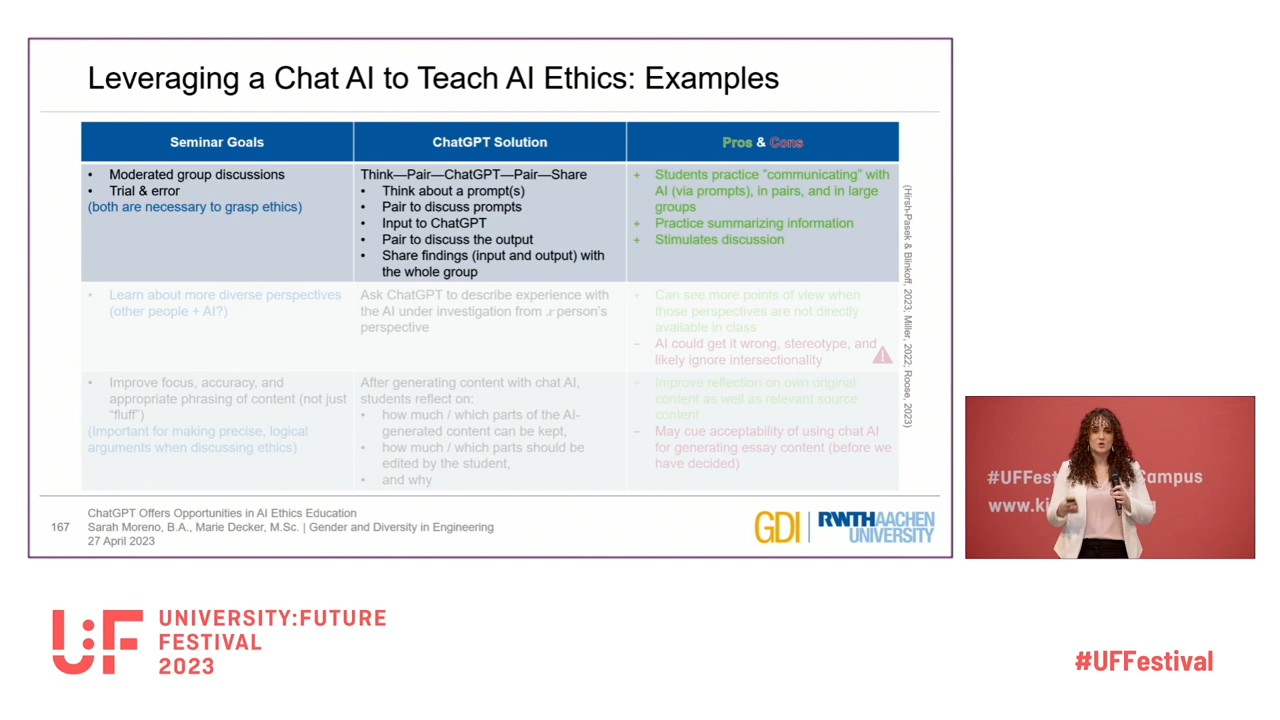 Leveraging a Chat AI to Teach AI Ethics: Examples
Seminar Goals
ChatGPT Solution
Pros & Cons
• Moderated group discussions
• Trial & error
(both are necessary to grasp ethics)
Think—Pair—ChatGPT—Pair—Share
• Think about a prompt(s)
• Pair to discuss prompts
• Input to ChatGPT
• Pair to discuss the output
• Share findings (input and output) with
the whole group
+ Students practice "communicating" with
AI (via prompts), in pairs, and in large
groups
+ Practice summarizing information
+ Stimulates discussion
• Learn about more diverse perspectives
(other people + AI?)
Ask ChatGPT to describe experience with
the AI under investigation from x person's
perspective
+ Can see more points of view when
those perspectives are not directly
available in class
− AI could get it wrong, stereotype, and
likely ignore intersectionality
• Improve focus, accuracy, and
appropriate phrasing of content (not just
"fluff")
(Important for making precise, logical
arguments when discussing ethics)
After generating content with chat AI,
students reflect on:
• how much / which parts of the AI-
generated content can be kept,
• how much / which parts should be
edited by the student,
• and why
+ Improve reflection on own original
content as well as relevant source
content
− May cue acceptability of using chat AI
for generating essay content (before we
have decided)
(Hirsh-Pasek & Blinkoff, 2023; Miller, 2022; Roose, 2023)
167
ChatGPT Offers Opportunities in AI Ethics Education
Sarah Moreno, B.A., Marie Decker, M.Sc. | Gender and Diversity in Engineering
27 April 2023
GDI
RWTHAACHEN
UNIVERSITY
#UFFest
Campus
www.ki
U:F
UNIVERSITY:FUTURE
FESTIVAL
2023
#UFFestival